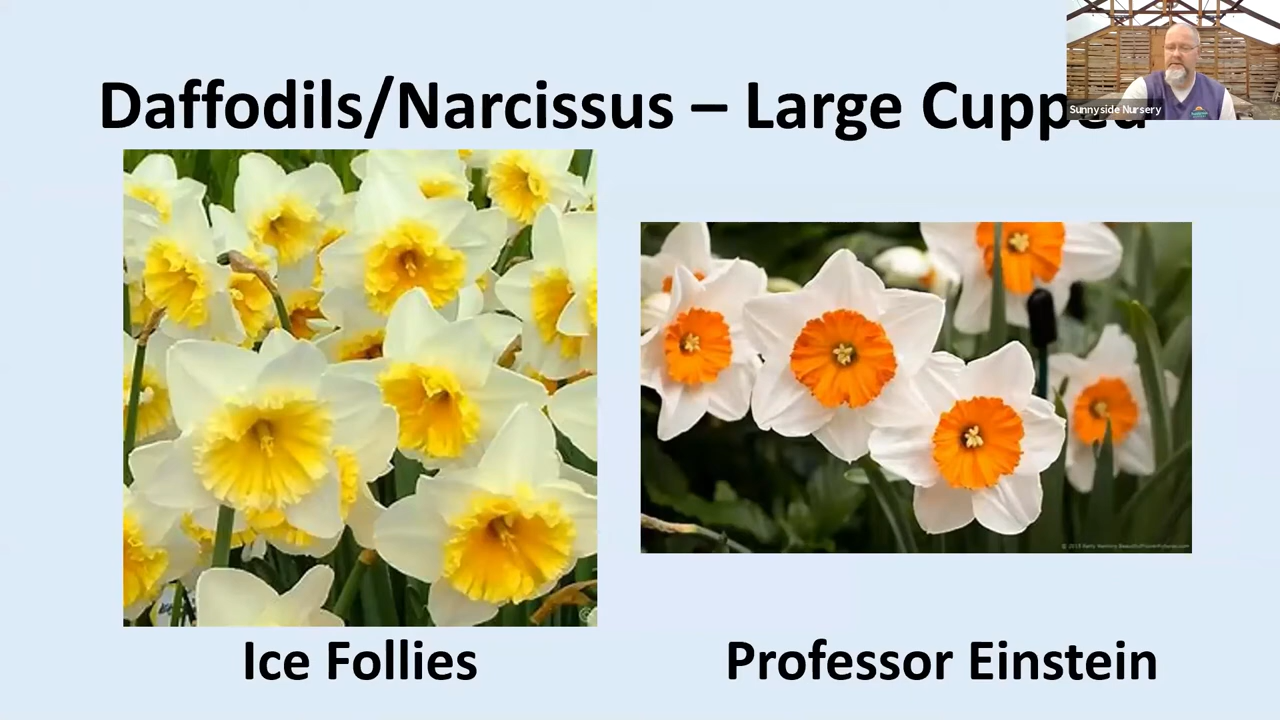 Daffodils/Narcissus – Large Cupped
Sunnyside Nursery
Ice Follies
Professor Einstein